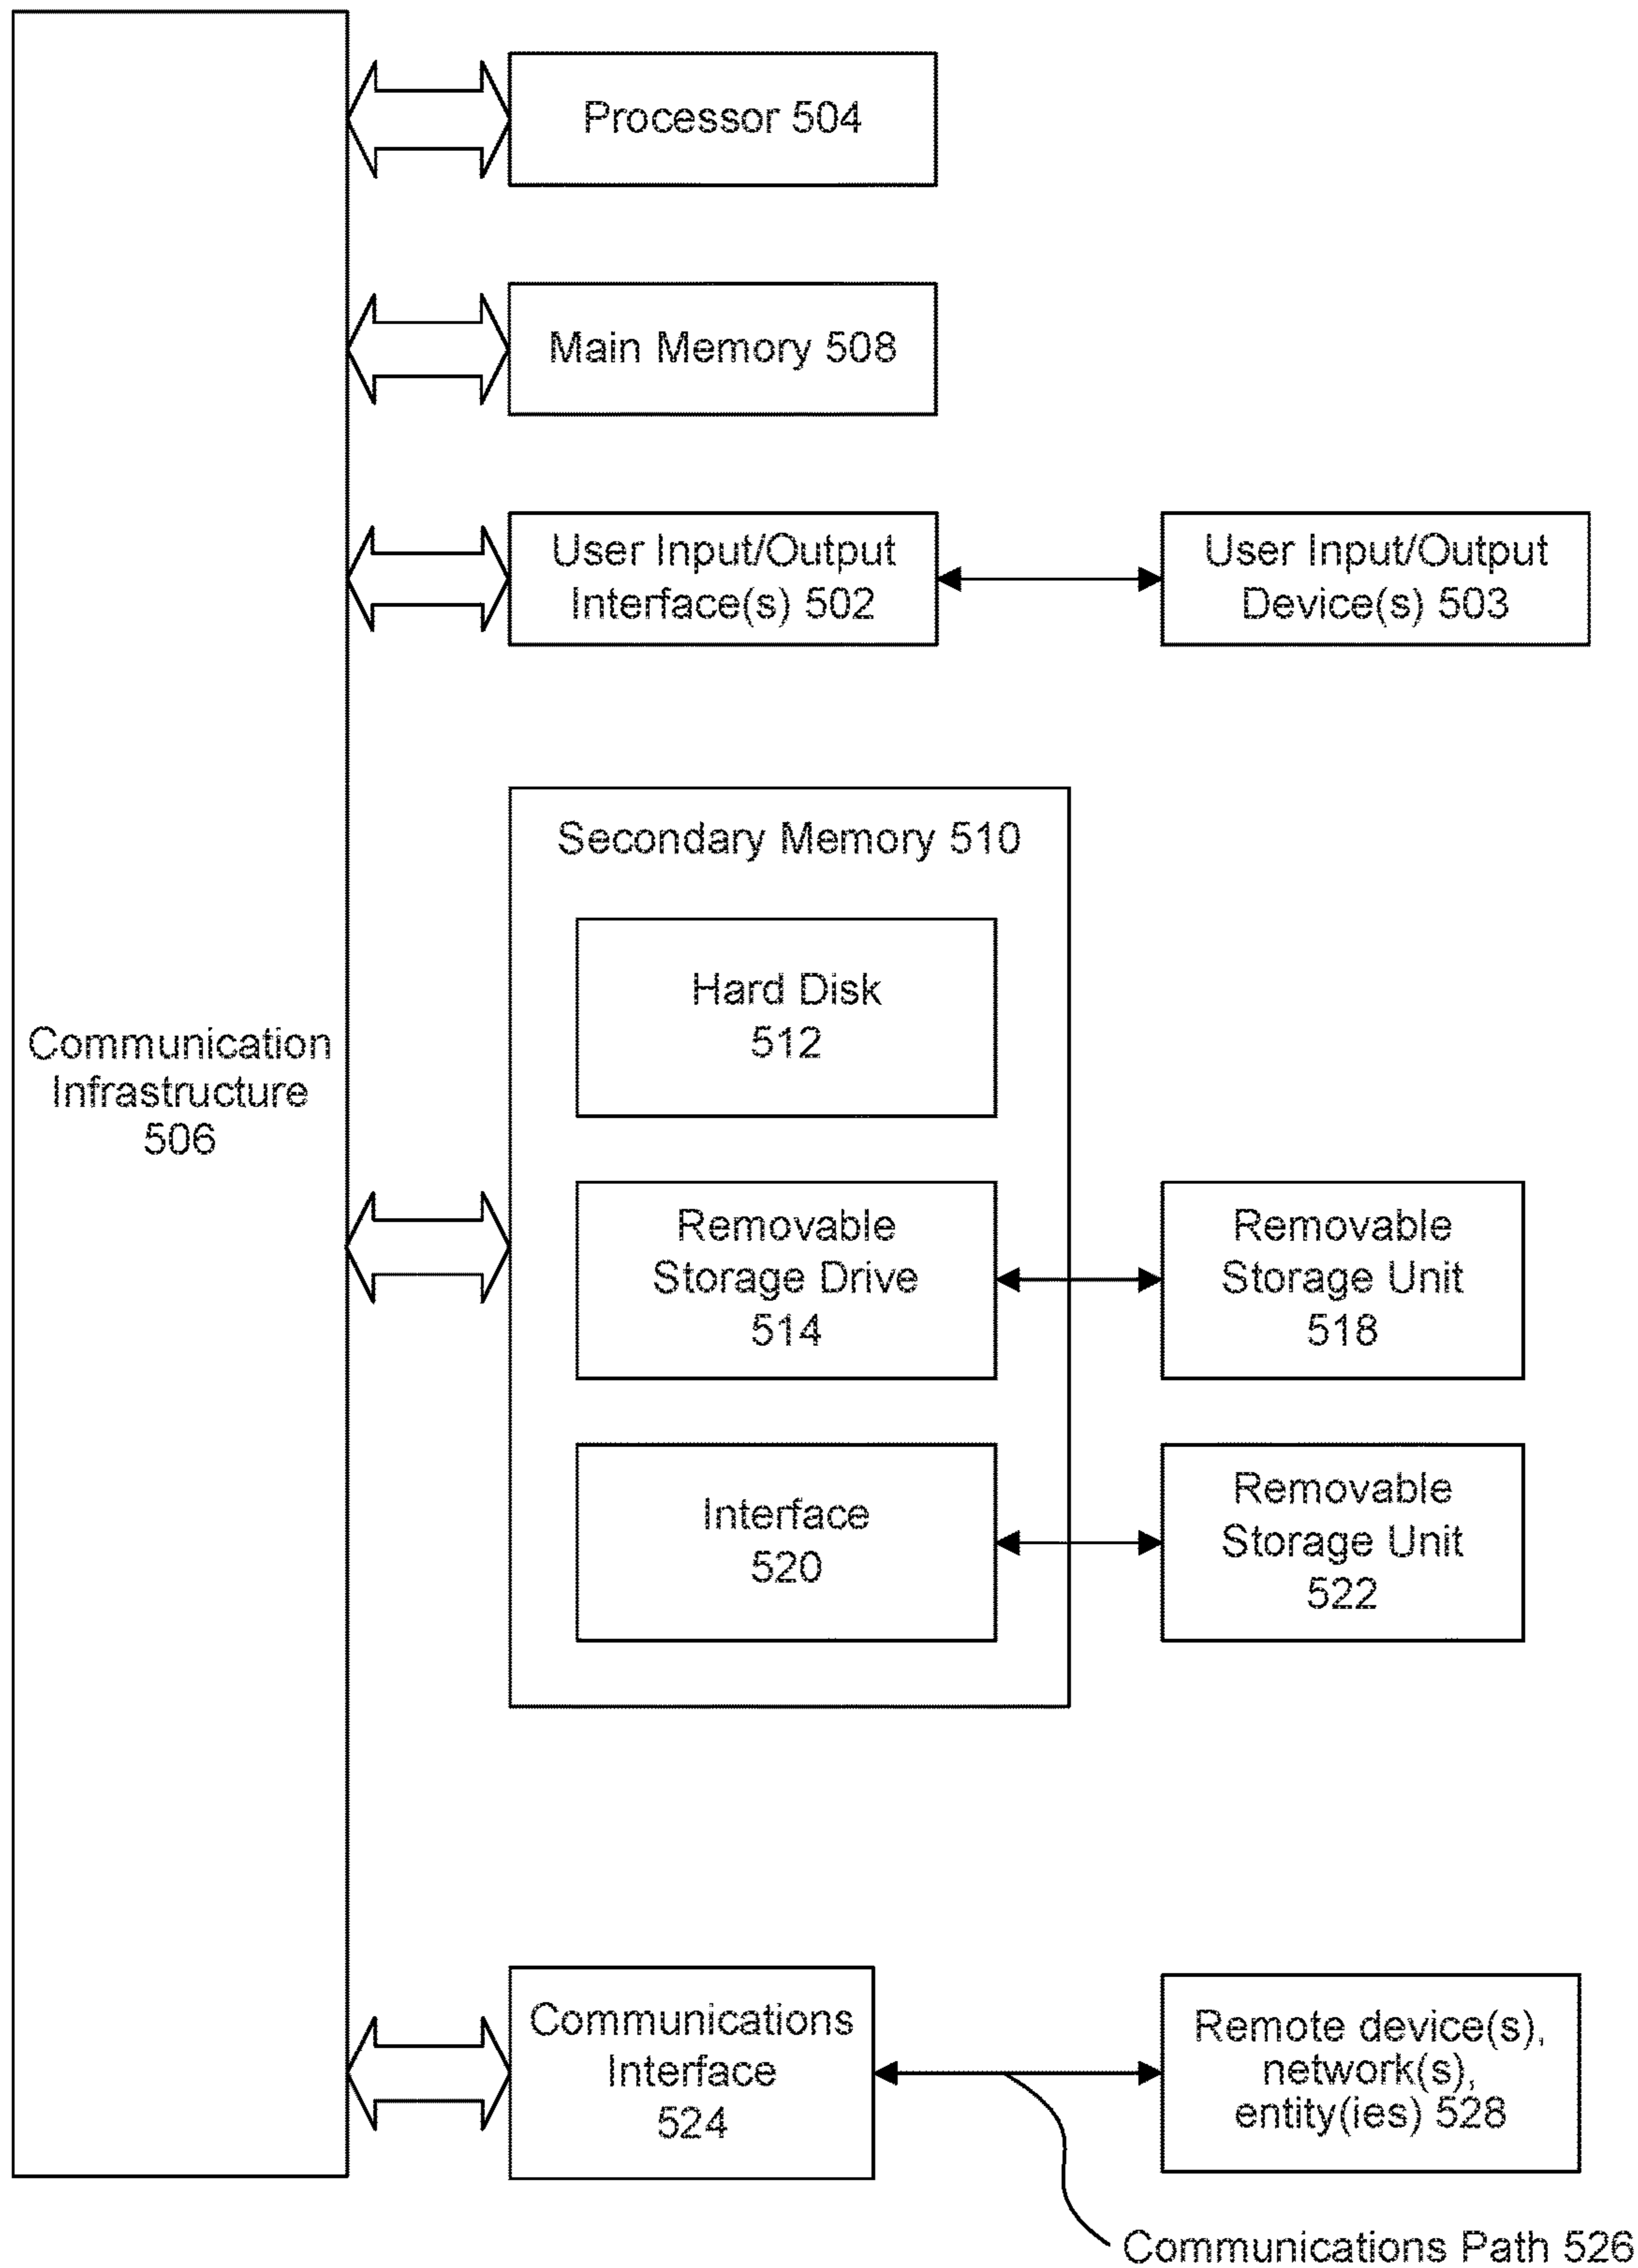 Processor 504
Main Memory 508
User Input/Output
Interface(s) 502
User Input/Output
Device(s) 503
Secondary Memory 510
Hard Disk
512
Communication
Infrastructure
506
Removable
Storage Drive
514
Removable
Storage Unit
518
Interface
520
Removable
Storage Unit
522
Communications
Interface
524
Remote device(s),
network(s),
entity(ies) 528
Communications Path 526